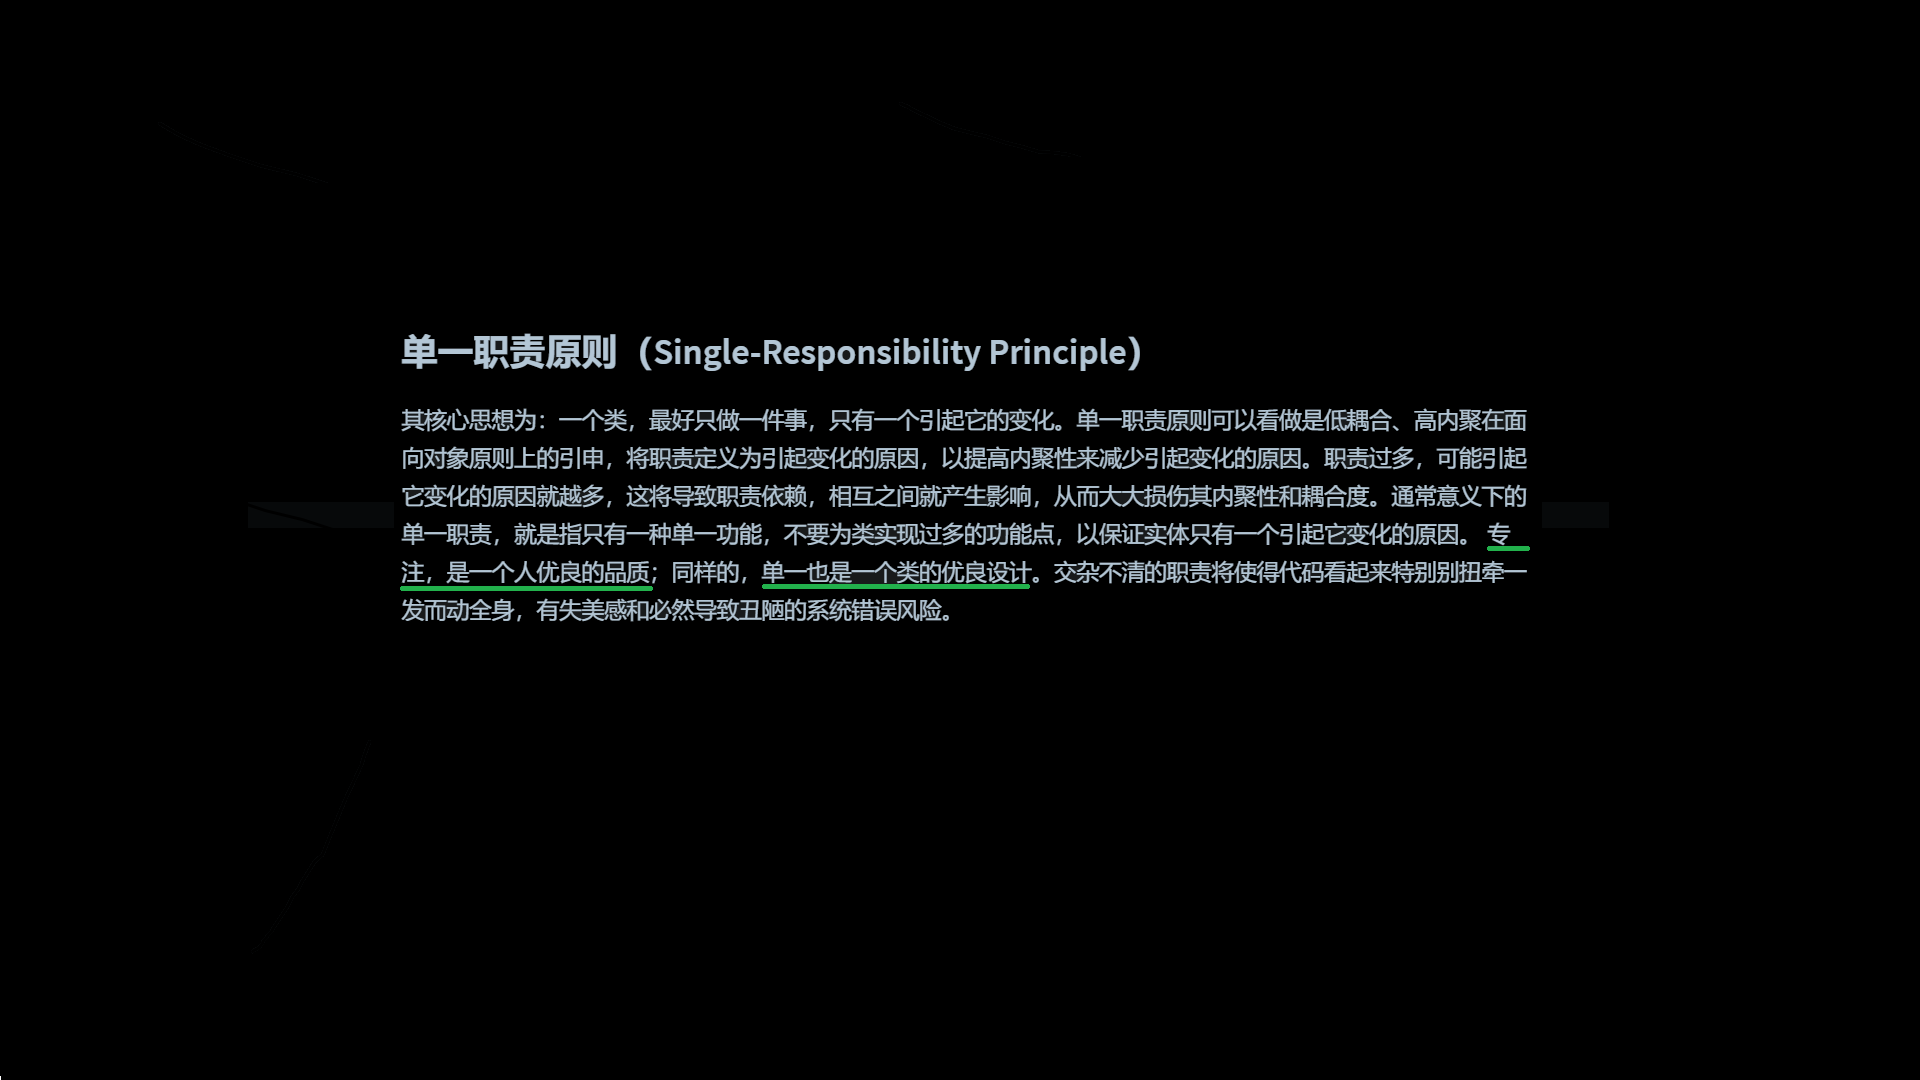 单一职责原则（Single-Responsibility Principle）
其核心思想为：一个类，最好只做一件事，只有一个引起它的变化。单一职责原则可以看做是低耦合、高内聚在面
向对象原则上的引申，将职责定义为引起变化的原因，以提高内聚性来减少引起变化的原因。职责过多，可能引起
它变化的原因就越多，这将导致职责依赖，相互之间就产生影响，从而大大损伤其内聚性和耦合度。通常意义下的
单一职责，就是指只有一种单一功能，不要为类实现过多的功能点，以保证实体只有一个引起它变化的原因。 专
注，是一个人优良的品质；同样的，单一也是一个类的优良设计。交杂不清的职责将使得代码看起来特别别扭牵一
发而动全身，有失美感和必然导致丑陋的系统错误风险。